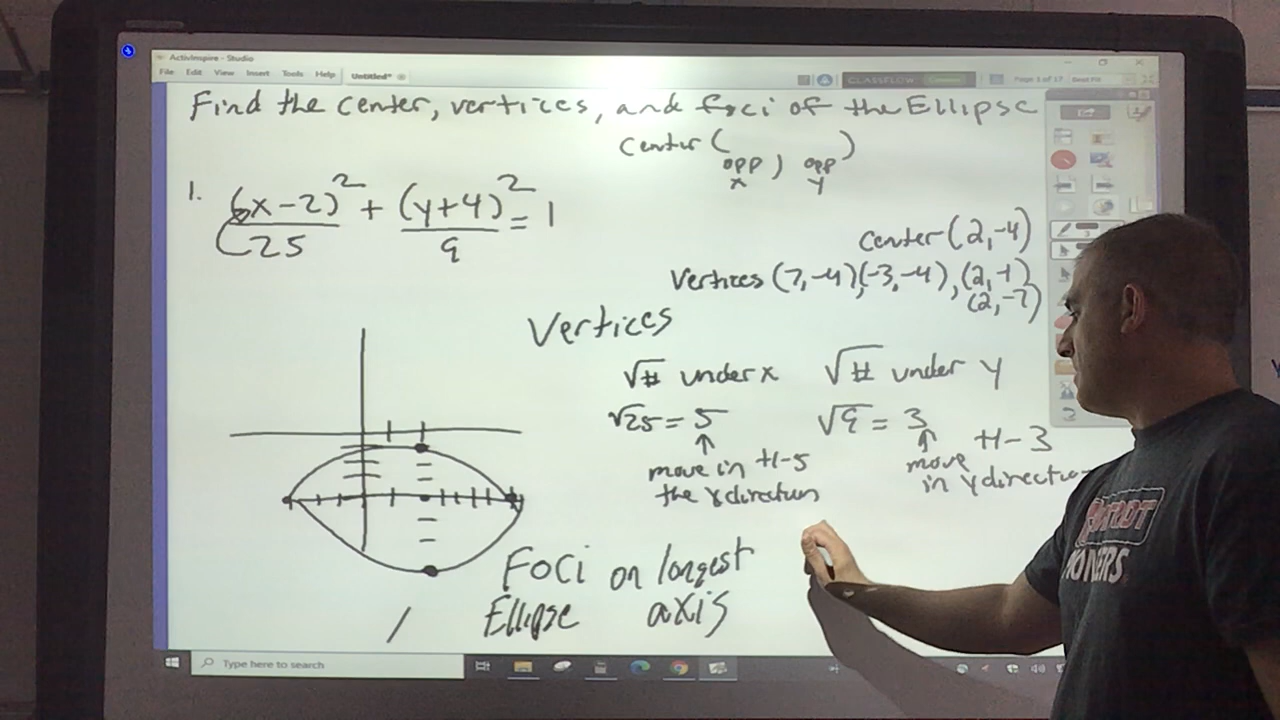 ActivInspire - Studio
File Edit View Insert Tools Help Untitled*
CLASSFLOW
Find the center, vertices, and foci of the Ellipse
center (opp x, opp y)
1. (x-2)²/25 + (y+4)²/9 = 1
center (2,-4)
Vertices (7,-4)(-3,-4), (2,-1)
(2,-7)
Vertices
√# under x √# under y
√25 = 5 √9 = 3
move in +/-5
the x direction
move +/-3
in y direction
Foci on longest
Ellipse axis
Type here to search